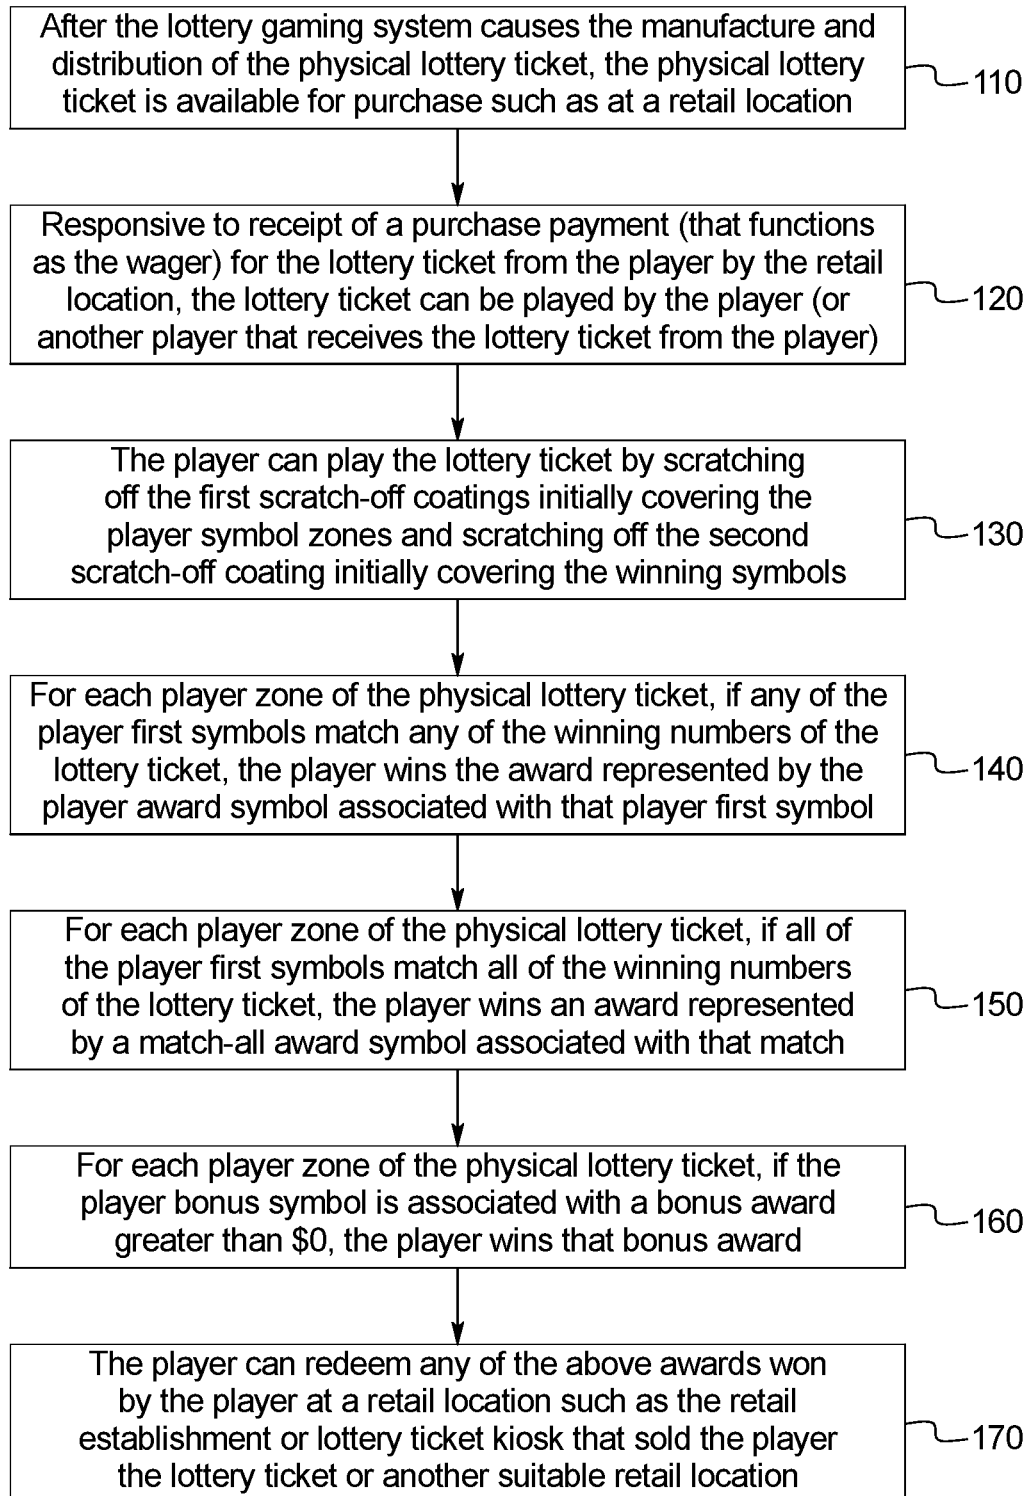 After the lottery gaming system causes the manufacture and
distribution of the physical lottery ticket, the physical lottery
ticket is available for purchase such as at a retail location
110
Responsive to receipt of a purchase payment (that functions
as the wager) for the lottery ticket from the player by the retail
location, the lottery ticket can be played by the player (or
another player that receives the lottery ticket from the player)
120
The player can play the lottery ticket by scratching
off the first scratch-off coatings initially covering the
player symbol zones and scratching off the second
scratch-off coating initially covering the winning symbols
130
For each player zone of the physical lottery ticket, if any of the
player first symbols match any of the winning numbers of the
lottery ticket, the player wins the award represented by the
player award symbol associated with that player first symbol
140
For each player zone of the physical lottery ticket, if all of
the player first symbols match all of the winning numbers
of the lottery ticket, the player wins an award represented
by a match-all award symbol associated with that match
150
For each player zone of the physical lottery ticket, if the
player bonus symbol is associated with a bonus award
greater than $0, the player wins that bonus award
160
The player can redeem any of the above awards won
by the player at a retail location such as the retail
establishment or lottery ticket kiosk that sold the player
the lottery ticket or another suitable retail location
170